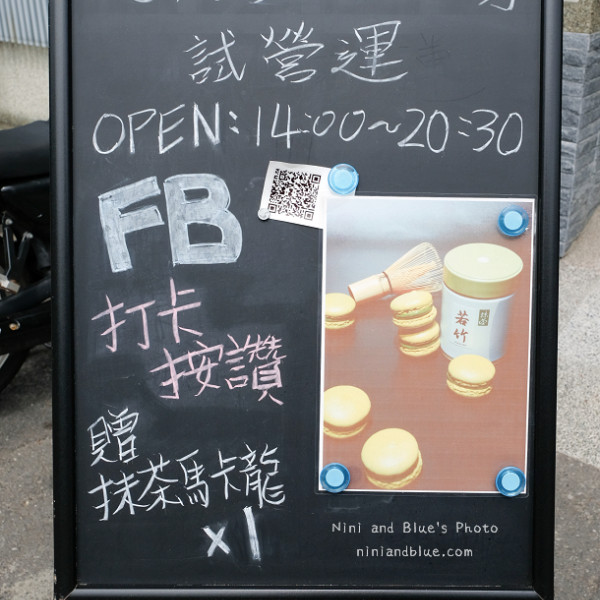 試營運
OPEN: 14:00~20:30
FB
打卡
按讚
贈
抹茶馬卡龍
x1
若竹
Nini and Blue's Photo
niniandblue.com